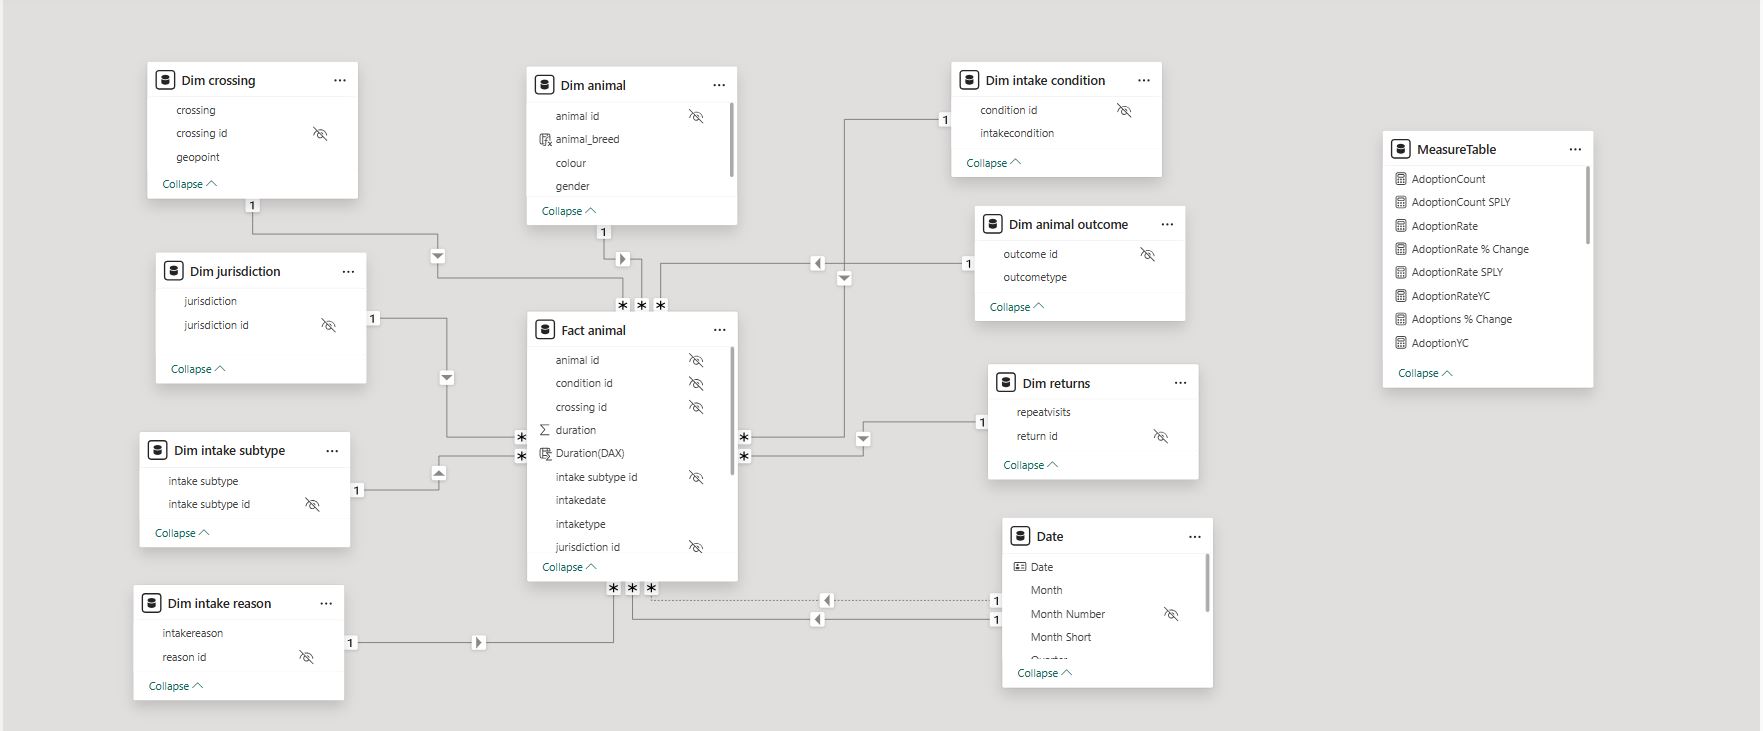 Dim crossing
crossing
crossing id
geopoint
Collapse
1
Dim jurisdiction
jurisdiction
jurisdiction id
Collapse
1
Dim intake subtype
intake subtype
intake subtype id
Collapse
1
Dim intake reason
intakereason
reason id
Collapse
1
Dim animal
animal id
animal_breed
colour
gender
Collapse
1
* * *
Fact animal
animal id
condition id
crossing id
duration
Duration(DAX)
intake subtype id
intakedate
intaketype
jurisdiction id
Collapse
*
*
*
*
* * *
Dim intake condition
condition id
intakecondition
Collapse
1
Dim animal outcome
outcome id
outcometype
Collapse
1
Dim returns
repeatvisits
return id
Collapse
1
Date
Date
Month
Month Number
Month Short
Quarter
Collapse
1
1
MeasureTable
AdoptionCount
AdoptionCount SPLY
AdoptionRate
AdoptionRate % Change
AdoptionRate SPLY
AdoptionRateYC
Adoptions % Change
AdoptionYC
Collapse